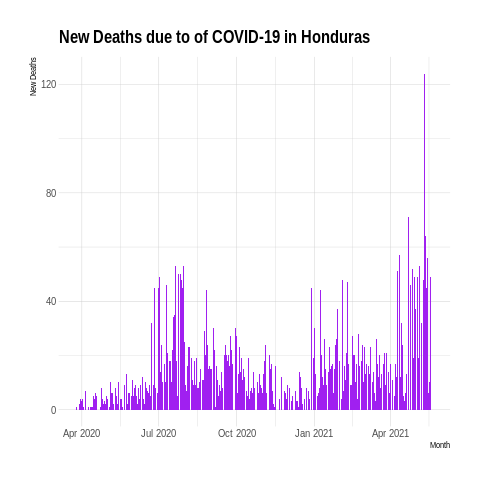 New Deaths due to of COVID-19 in Honduras
New Deaths
120
80
40
0
Apr 2020 Jul 2020 Oct 2020 Jan 2021 Apr 2021
Month